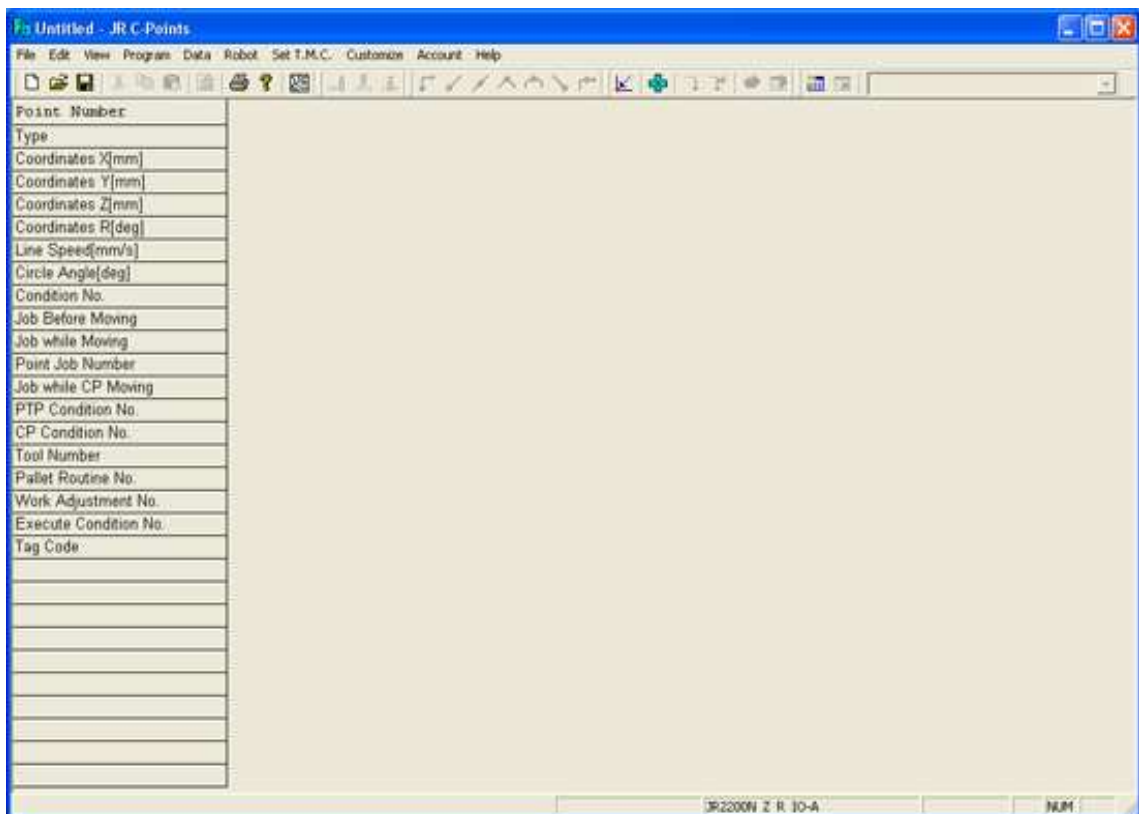 Untitled - JR C-Points
File Edit View Program Data Robot Set T.M.C. Customize Account Help
Point Number
Type
Coordinates X[mm]
Coordinates Y[mm]
Coordinates Z[mm]
Coordinates R[deg]
Line Speed[mm/s]
Circle Angle[deg]
Condition No.
Job Before Moving
Job while Moving
Point Job Number
Job while CP Moving
PTP Condition No.
CP Condition No.
Tool Number
Pallet Routine No.
Work Adjustment No.
Execute Condition No.
Tag Code
JR2200N Z R IO-A NUM